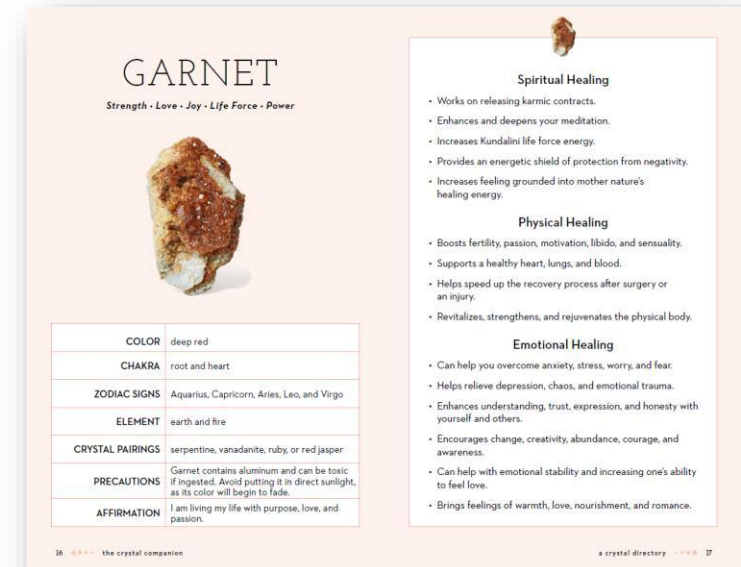 GARNET
Strength • Love • Joy • Life Force • Power
COLOR deep red
CHAKRA root and heart
ZODIAC SIGNS Aquarius, Capricorn, Aries, Leo, and Virgo
ELEMENT earth and fire
CRYSTAL PAIRINGS serpentine, vanadanite, ruby, or red jasper
PRECAUTIONS Garnet contains aluminum and can be toxic
if ingested. Avoid putting it in direct sunlight,
as its color will begin to fade.
AFFIRMATION I am living my life with purpose, love, and
passion.
16 the crystal companion
Spiritual Healing
• Works on releasing karmic contracts.
• Enhances and deepens your meditation.
• Increases Kundalini life force energy.
• Provides an energetic shield of protection from negativity.
• Increases feeling grounded into mother nature's
healing energy.
Physical Healing
• Boosts fertility, passion, motivation, libido, and sensuality.
• Supports a healthy heart, lungs, and blood.
• Helps speed up the recovery process after surgery or
an injury.
• Revitalizes, strengthens, and rejuvenates the physical body.
Emotional Healing
• Can help you overcome anxiety, stress, worry, and fear.
• Helps relieve depression, chaos, and emotional trauma.
• Enhances understanding, trust, expression, and honesty with
yourself and others.
• Encourages change, creativity, abundance, courage, and
awareness.
• Can help with emotional stability and increasing one's ability
to feel love.
• Brings feelings of warmth, love, nourishment, and romance.
a crystal directory 17